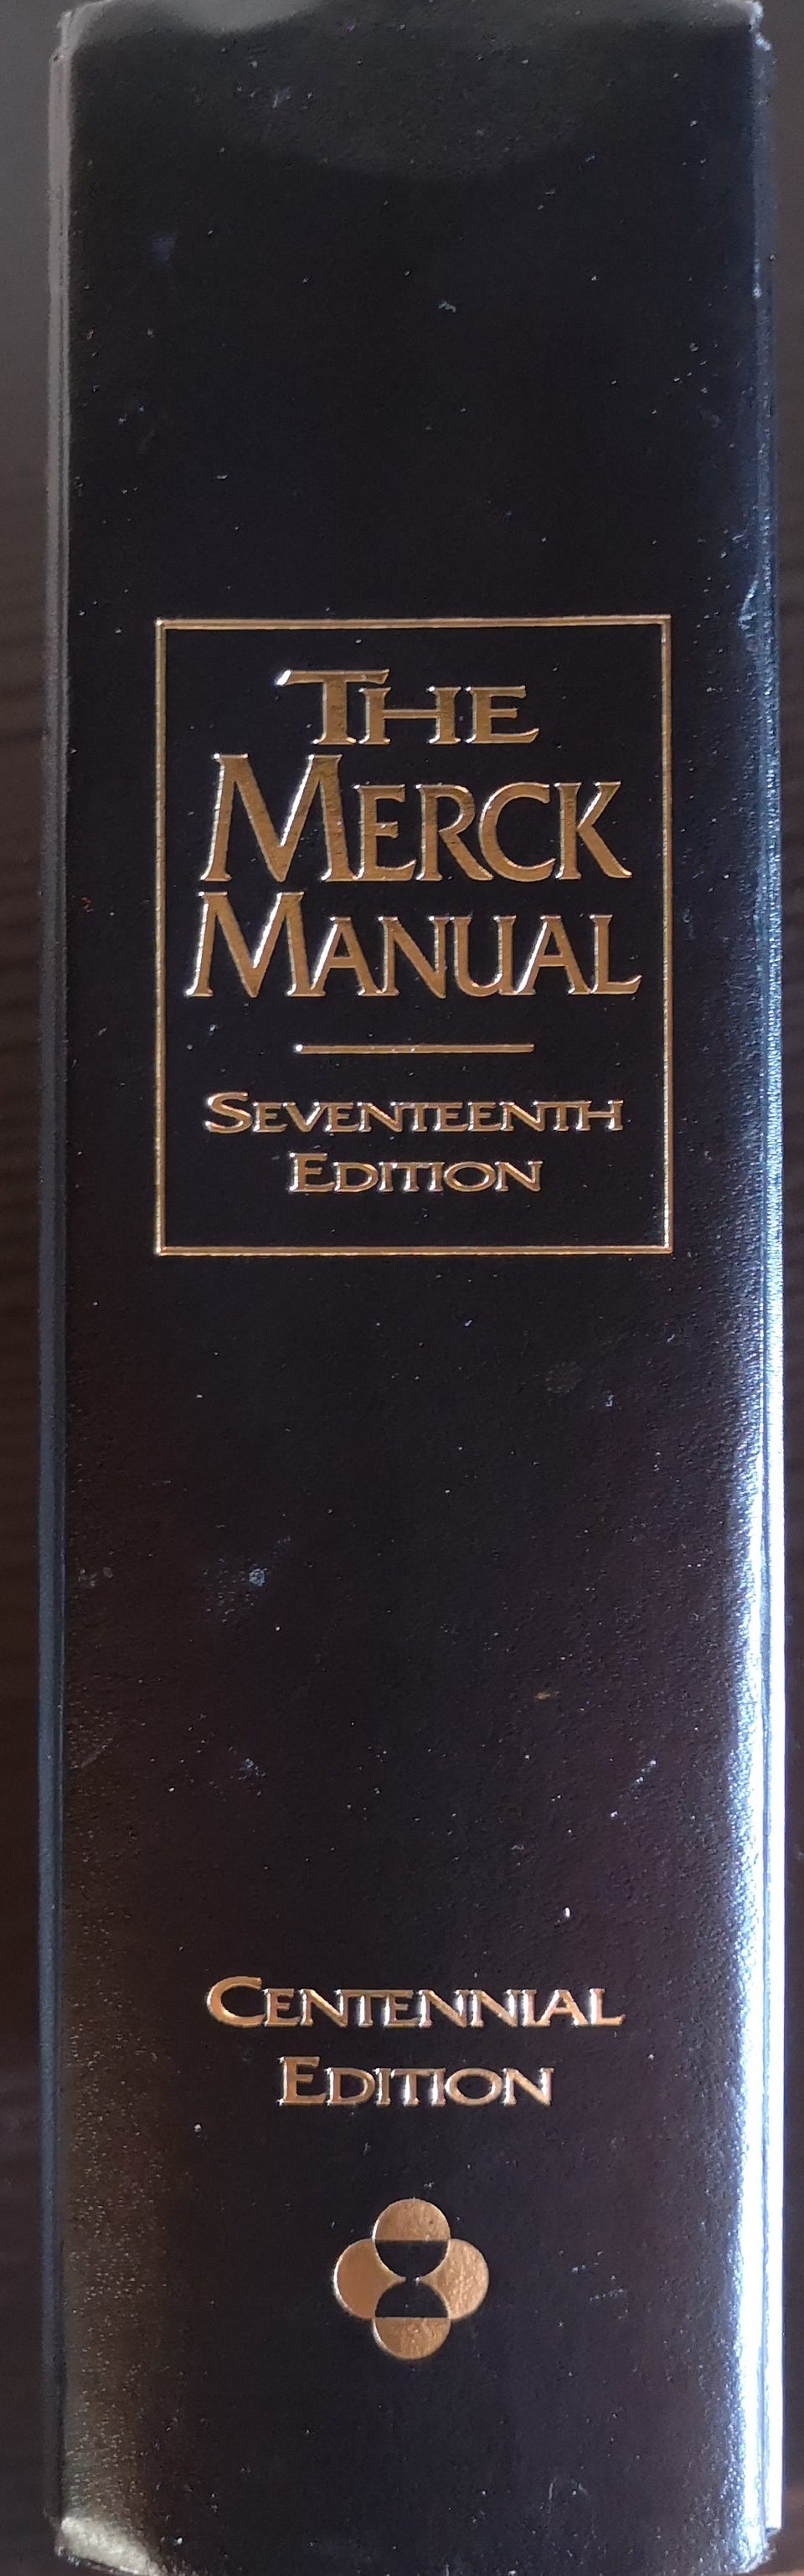 THE
MERCK
MANUAL
SEVENTEENTH
EDITION
CENTENNIAL
EDITION